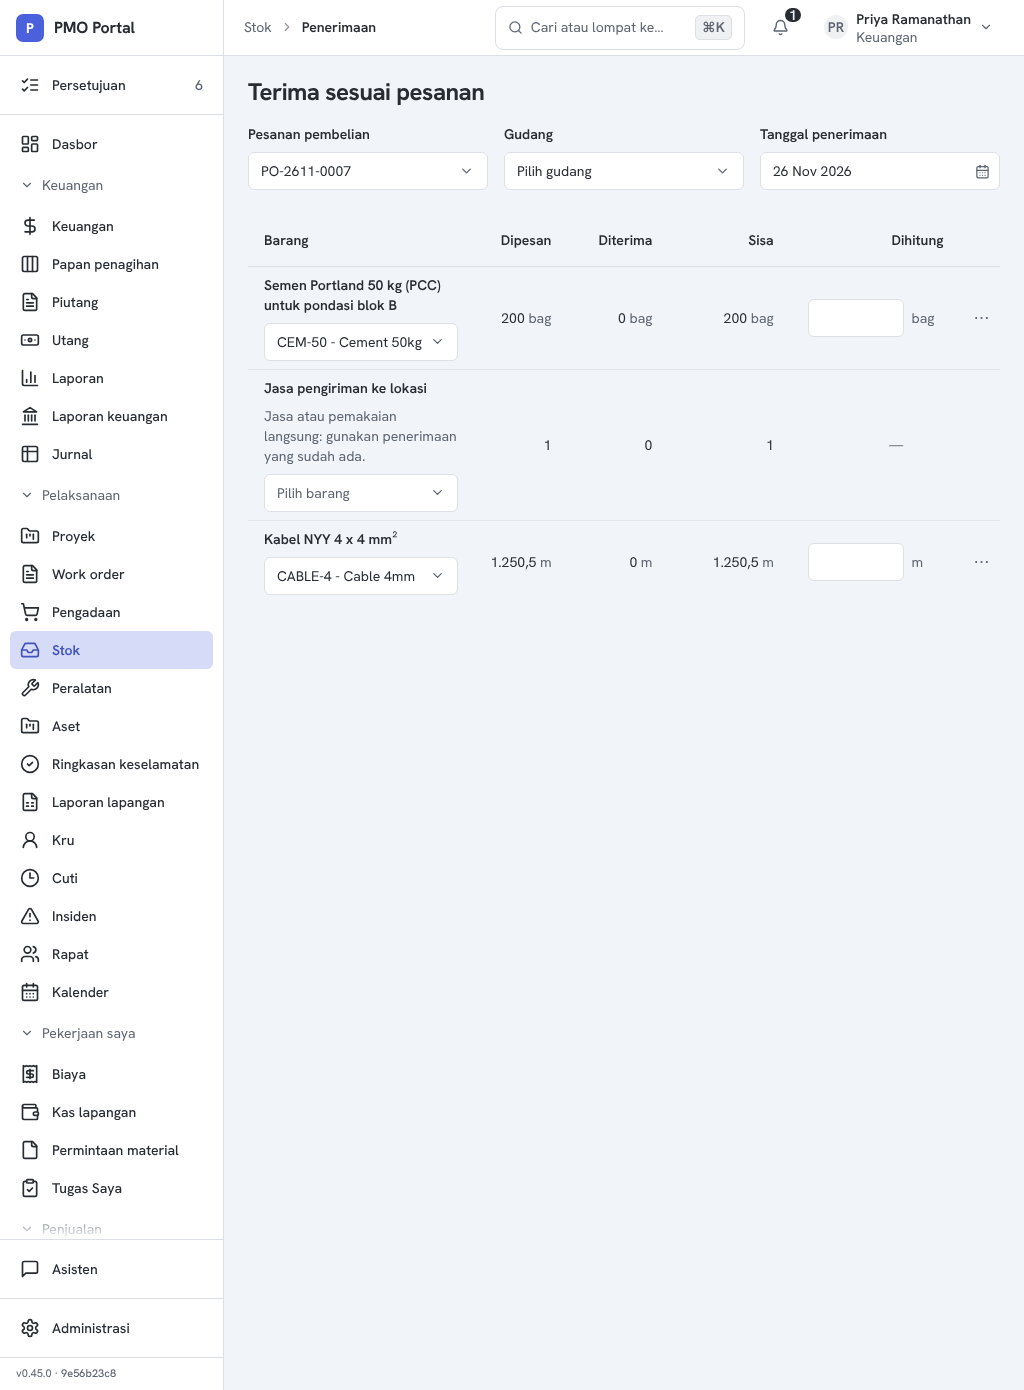 P PMO Portal
Stok > Penerimaan
Cari atau lompat ke... ⌘K
1
PR Priya Ramanathan
Keuangan
Persetujuan 6
Dasbor
Keuangan
Keuangan
Papan penagihan
Piutang
Utang
Laporan
Laporan keuangan
Jurnal
Pelaksanaan
Proyek
Work order
Pengadaan
Stok
Peralatan
Aset
Ringkasan keselamatan
Laporan lapangan
Kru
Cuti
Insiden
Rapat
Kalender
Pekerjaan saya
Biaya
Kas lapangan
Permintaan material
Tugas Saya
Penjualan
Asisten
Administrasi
v0.45.0 · 9e56b23c8
Terima sesuai pesanan
Pesanan pembelian Gudang Tanggal penerimaan
PO-2611-0007 Pilih gudang 26 Nov 2026
Barang Dipesan Diterima Sisa Dihitung
Semen Portland 50 kg (PCC)
untuk pondasi blok B
CEM-50 - Cement 50kg
200 bag 0 bag 200 bag bag ...
Jasa pengiriman ke lokasi
Jasa atau pemakaian
langsung: gunakan penerimaan
yang sudah ada.
Pilih barang
1 0 1 —
Kabel NYY 4 x 4 mm²
CABLE-4 - Cable 4mm
1.250,5 m 0 m 1.250,5 m m ...